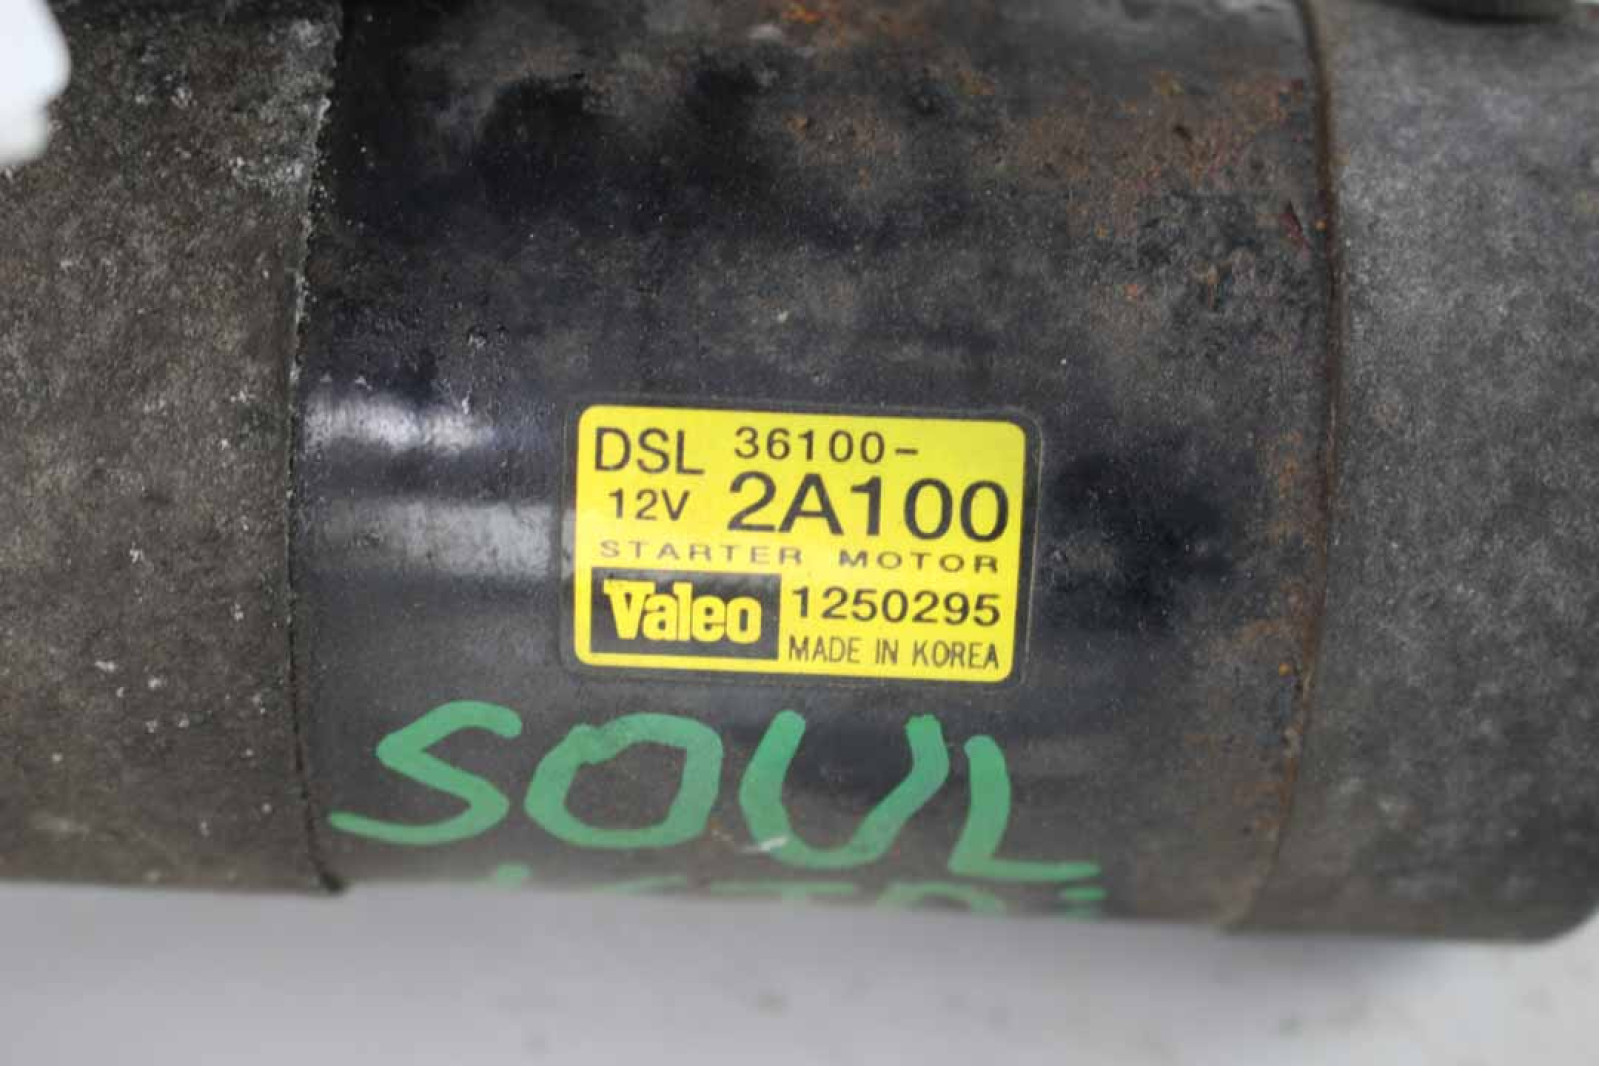 DSL 36100-
12V 2A100
STARTER MOTOR
Valeo 1250295
MADE IN KOREA
SOUL